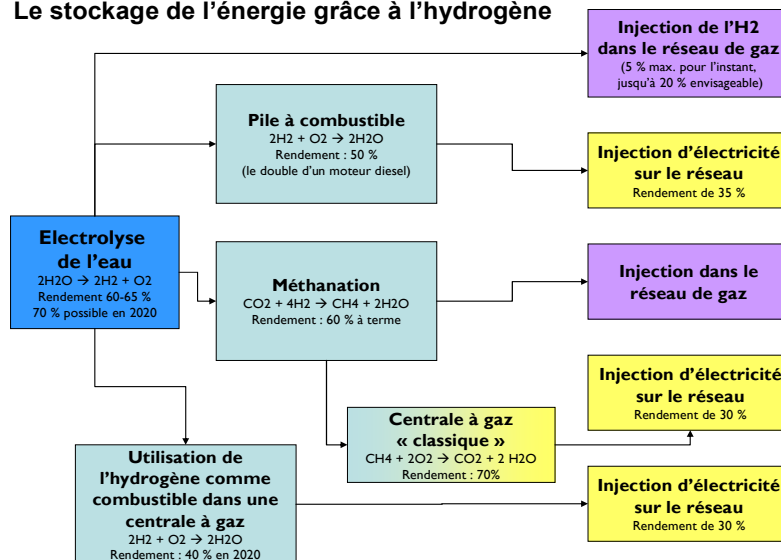 Le stockage de l'énergie grâce à l'hydrogène
Injection de l'H2
dans le réseau de gaz
(5 % max. pour l'instant,
jusqu'à 20 % envisageable)
Pile à combustible
2H2 + O2 → 2H2O
Rendement : 50 %
(le double d'un moteur diesel)
Injection d'électricité
sur le réseau
Rendement de 35 %
Electrolyse
de l'eau
2H2O → 2H2 + O2
Rendement 60-65 %
70 % possible en 2020
Méthanation
CO2 + 4H2 → CH4 + 2H2O
Rendement : 60 % à terme
Injection dans le
réseau de gaz
Centrale à gaz
« classique »
CH4 + 2O2 → CO2 + 2 H2O
Rendement : 70%
Injection d'électricité
sur le réseau
Rendement de 30 %
Utilisation de
l'hydrogène comme
combustible dans une
centrale à gaz
2H2 + O2 → 2H2O
Rendement : 40 % en 2020
Injection d'électricité
sur le réseau
Rendement de 30 %